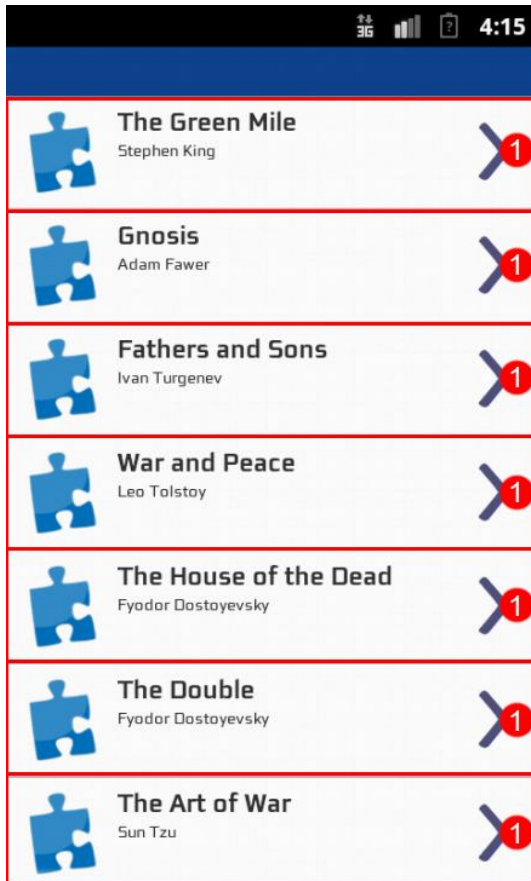 3G 4:15
The Green Mile
Stephen King
1
Gnosis
Adam Fawer
1
Fathers and Sons
Ivan Turgenev
1
War and Peace
Leo Tolstoy
1
The House of the Dead
Fyodor Dostoyevsky
1
The Double
Fyodor Dostoyevsky
1
The Art of War
Sun Tzu
1